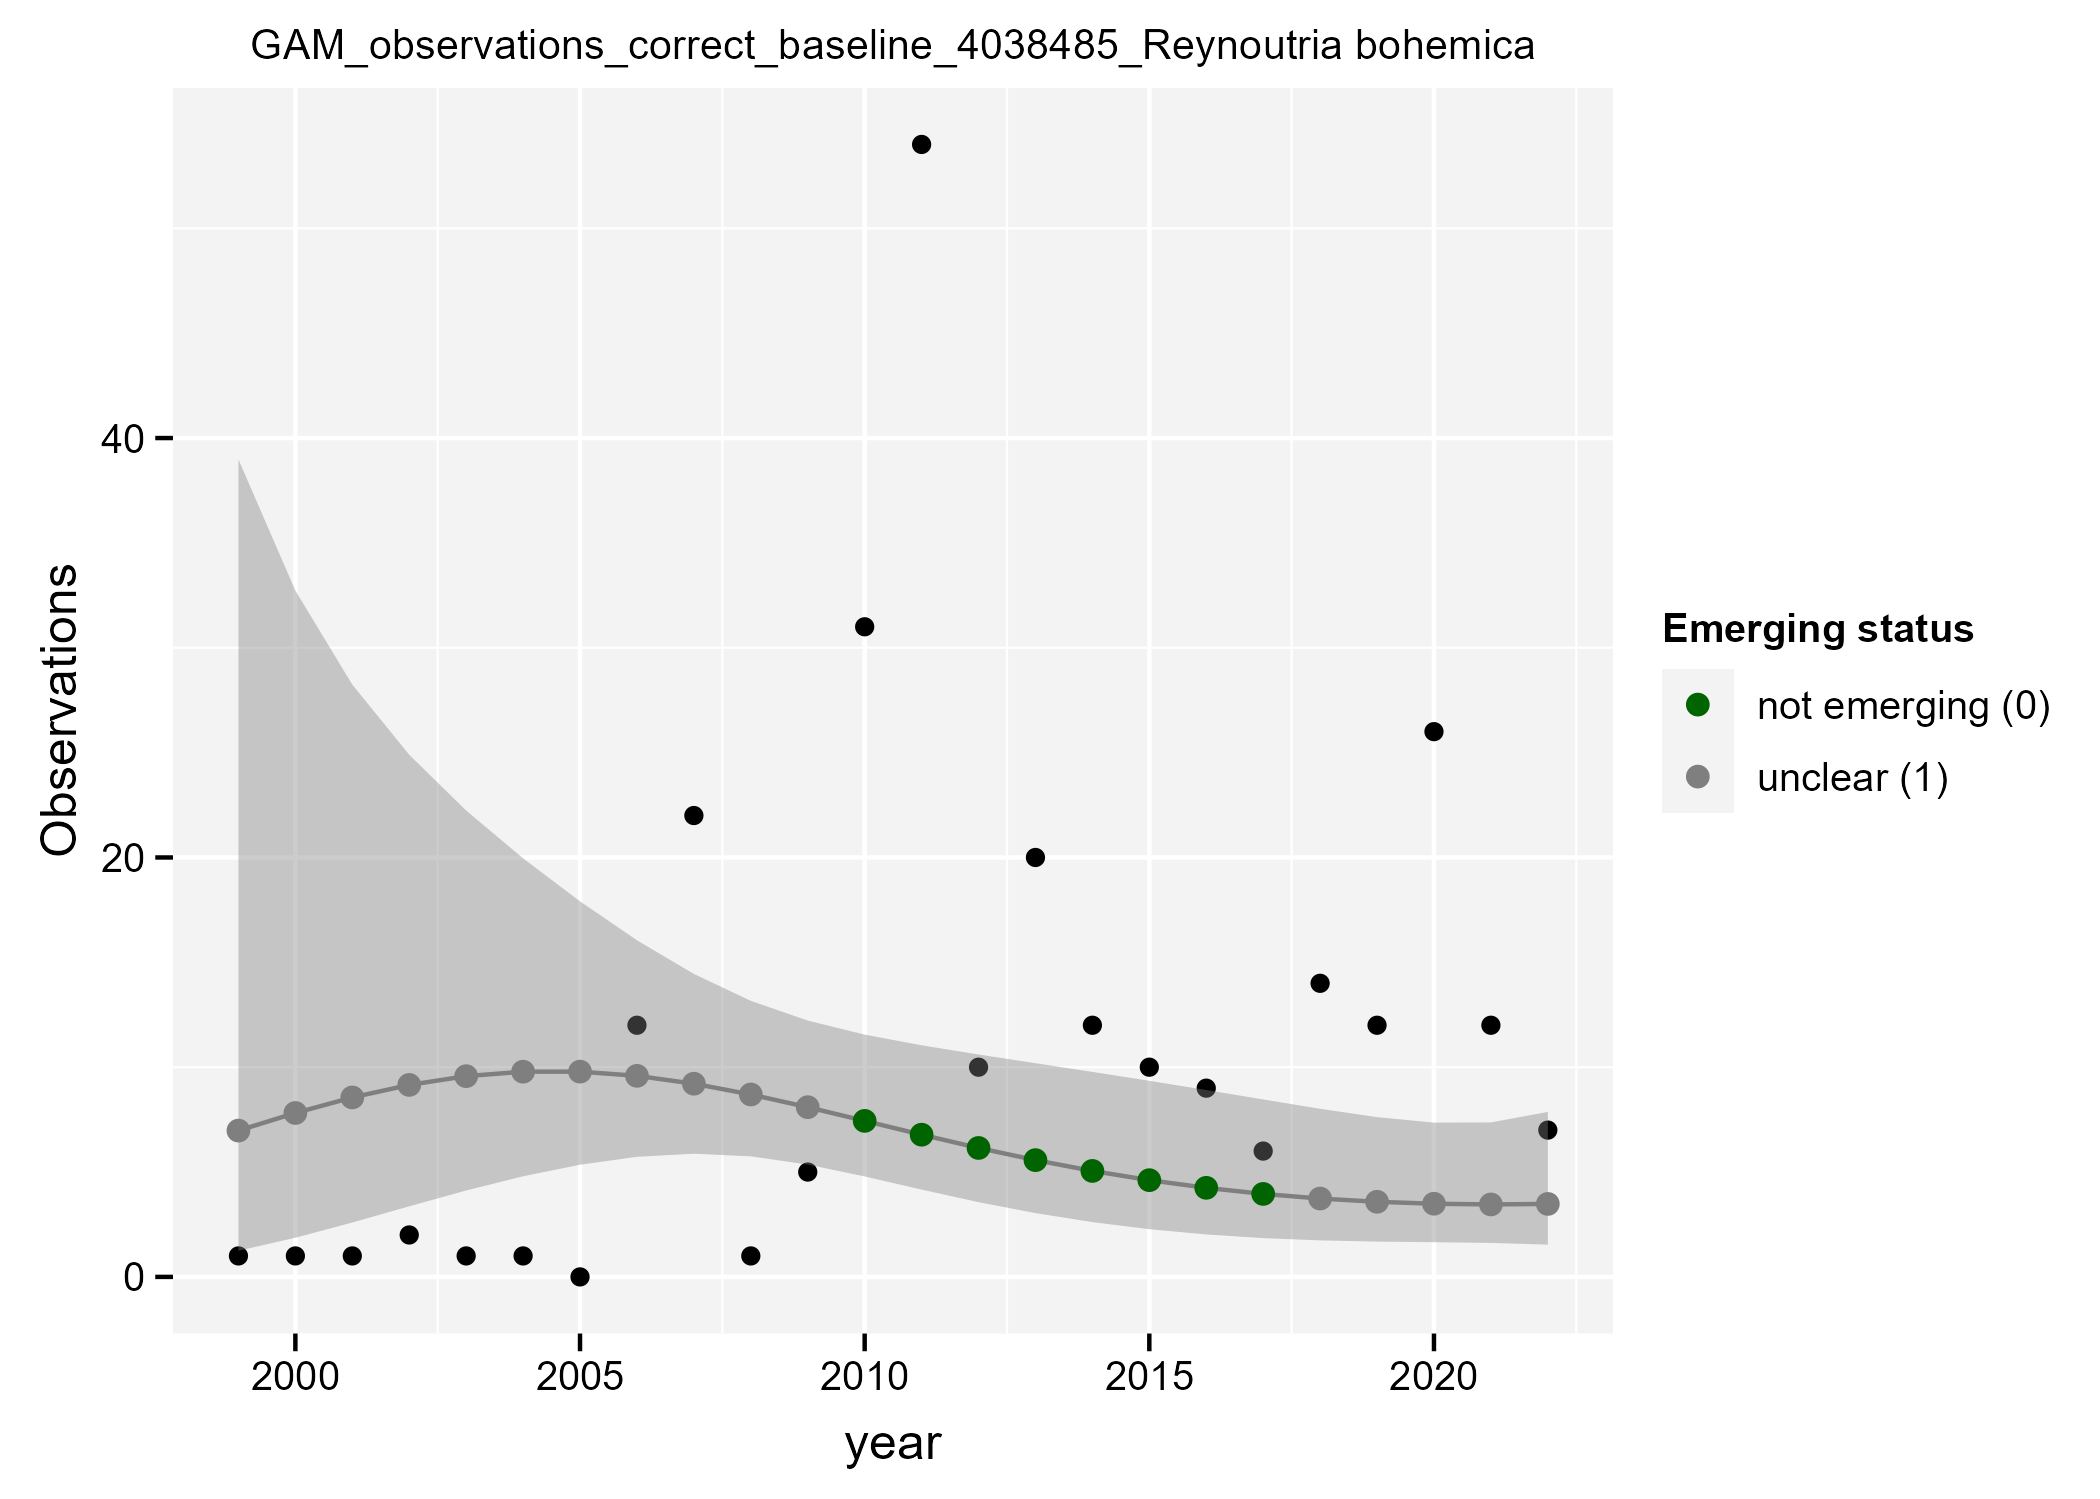 GAM_observations_correct_baseline_4038485_Reynoutria bohemica
Observations
40
20
0
2000 2005 2010 2015 2020
year
Emerging status
not emerging (0)
unclear (1)